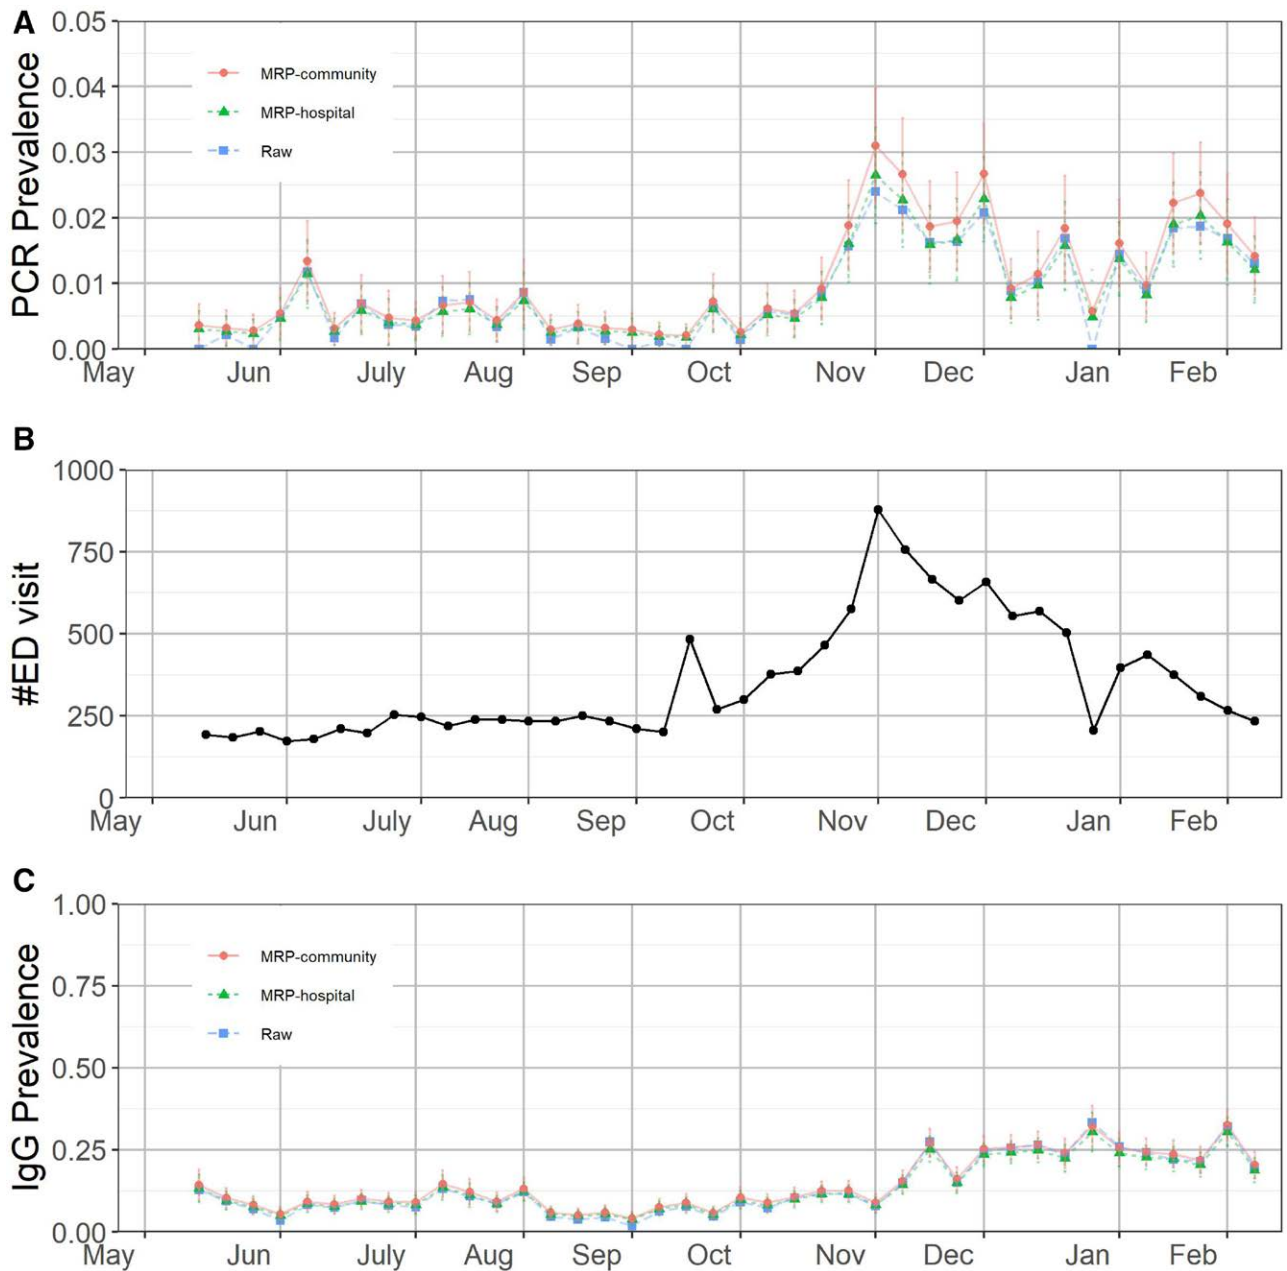 A
PCR Prevalence
0.05
0.04
0.03
0.02
0.01
0.00
MRP-community
MRP-hospital
Raw
May Jun July Aug Sep Oct Nov Dec Jan Feb
B
#ED visit
1000
750
500
250
0
May Jun July Aug Sep Oct Nov Dec Jan Feb
C
IgG Prevalence
1.00
0.75
0.50
0.25
0.00
MRP-community
MRP-hospital
Raw
May Jun July Aug Sep Oct Nov Dec Jan Feb